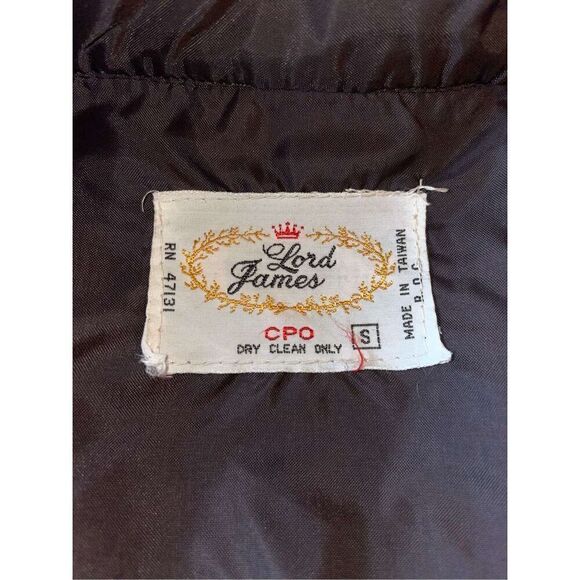 Lord
James
CPO
DRY CLEAN ONLY S
RN 47131
MADE IN TAIWAN
R.O.C